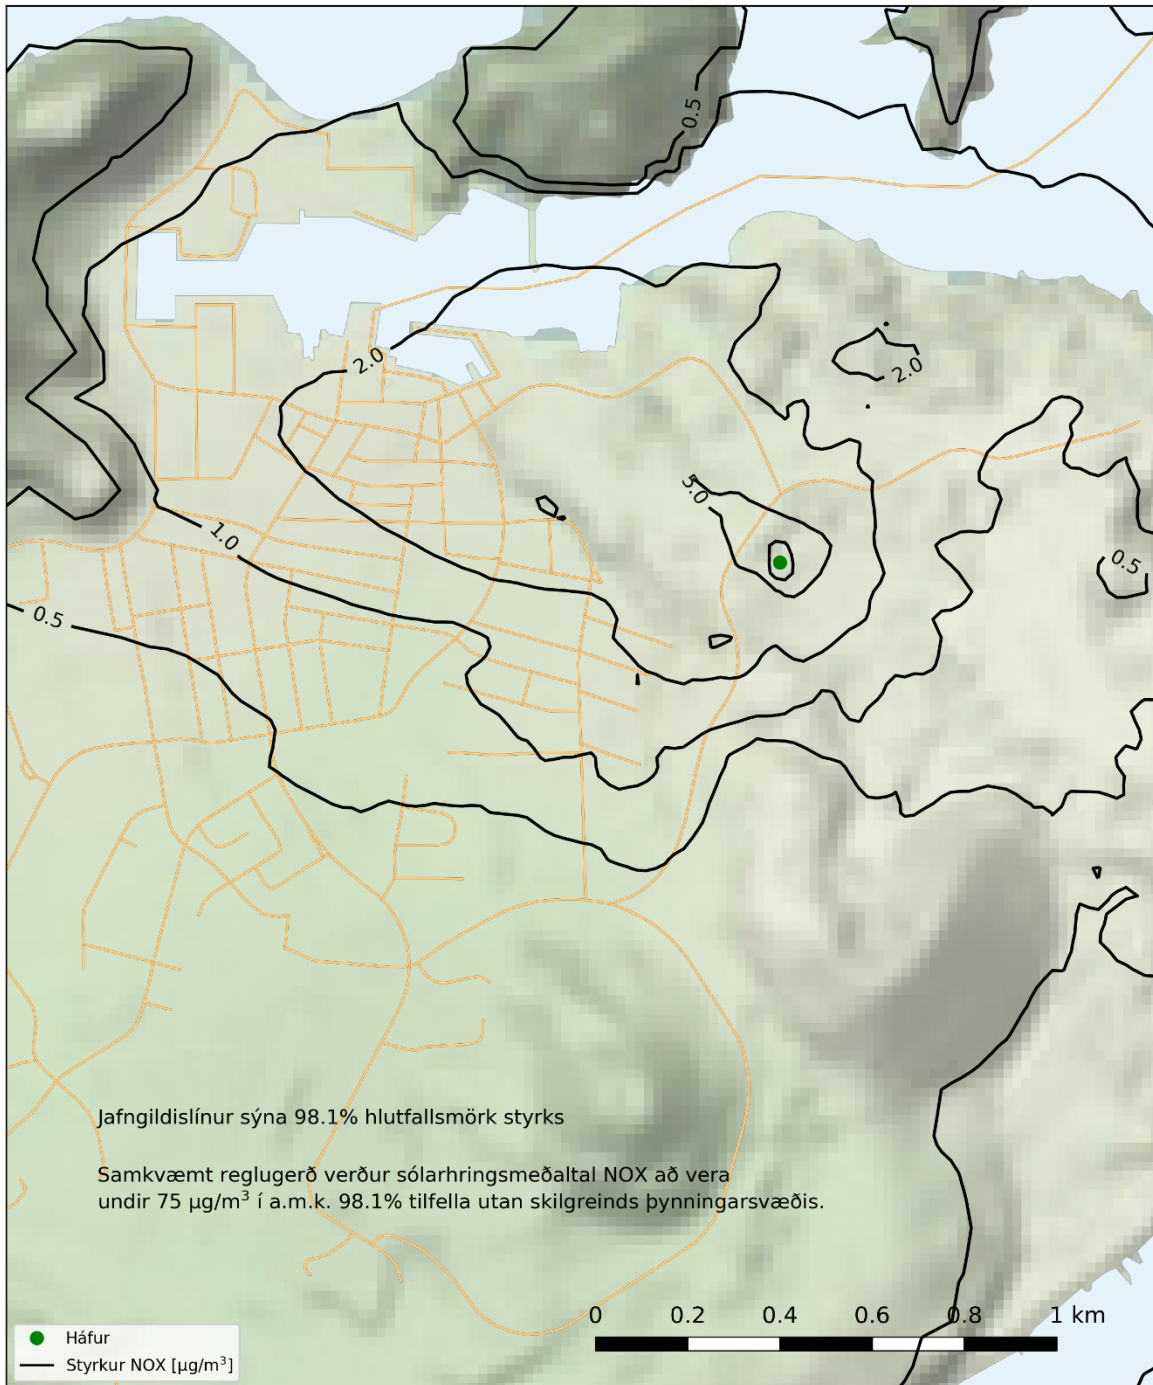 0.5
2.0
2.0
5.0
1.0
0.5
0.5
Jafngildislínur sýna 98.1% hlutfallsmörk styrks
Samkvæmt reglugerð verður sólarhringsmeðaltal NOX að vera
undir 75 μg/m³ í a.m.k. 98.1% tilfella utan skilgreinds þynningarsvæðis.
0 0.2 0.4 0.6 0.8 1 km
Háfur
Styrkur NOX [μg/m³]